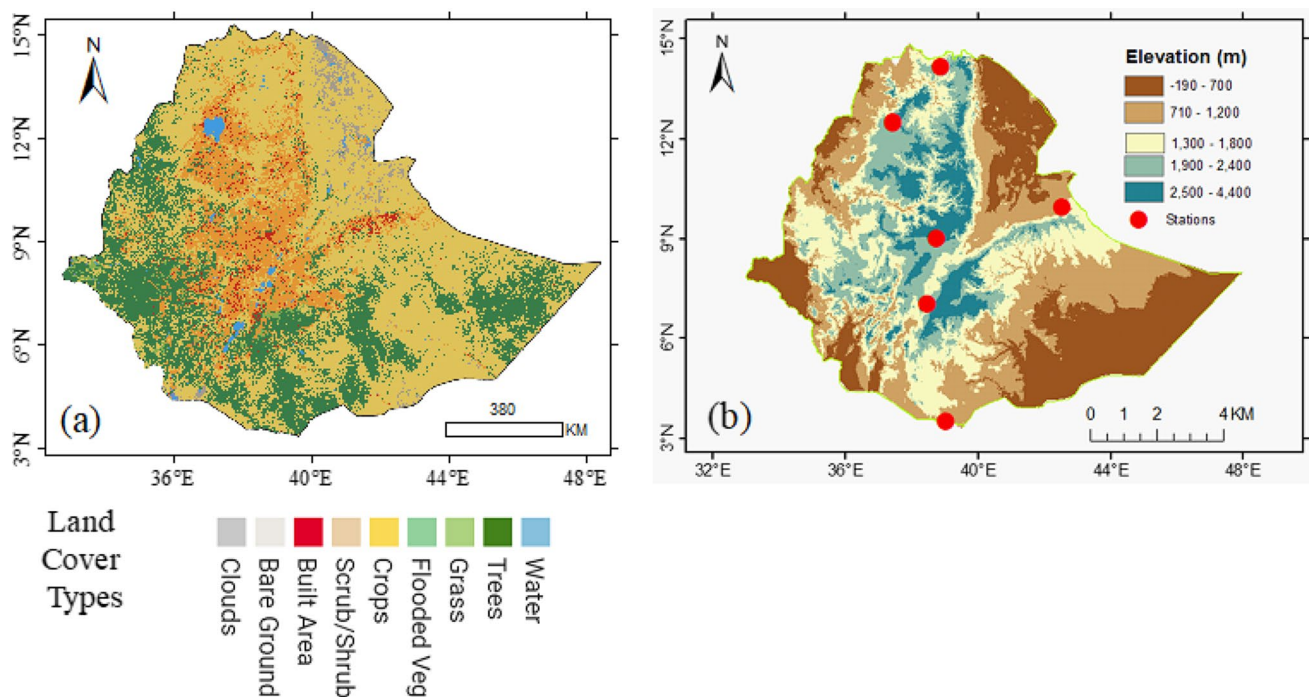 N
15°N
12°N
9°N
6°N
3°N
(a)
380
KM
36°E
40°E
44°E
48°E
N
15°N
12°N
9°N
6°N
3°N
Elevation (m)
-190 - 700
710 - 1,200
1,300 - 1,800
1,900 - 2,400
2,500 - 4,400
Stations
(b)
0 1 2 4 KM
32°E
36°E
40°E
44°E
48°E
Land
Cover
Types
Clouds
Bare Ground
Built Area
Scrub/Shrub
Crops
Flooded Veg
Grass
Trees
Water